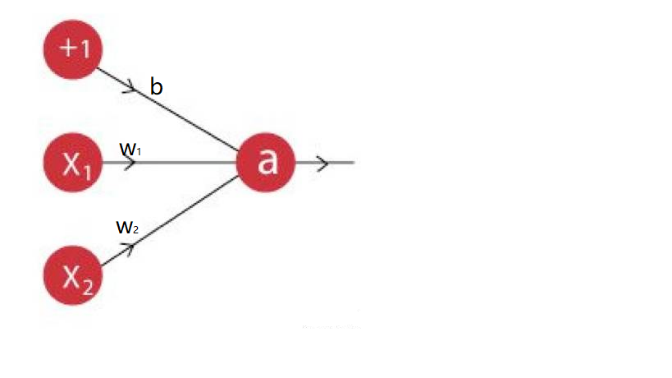 +1
b
X₁
W₁
a
W₂
X₂